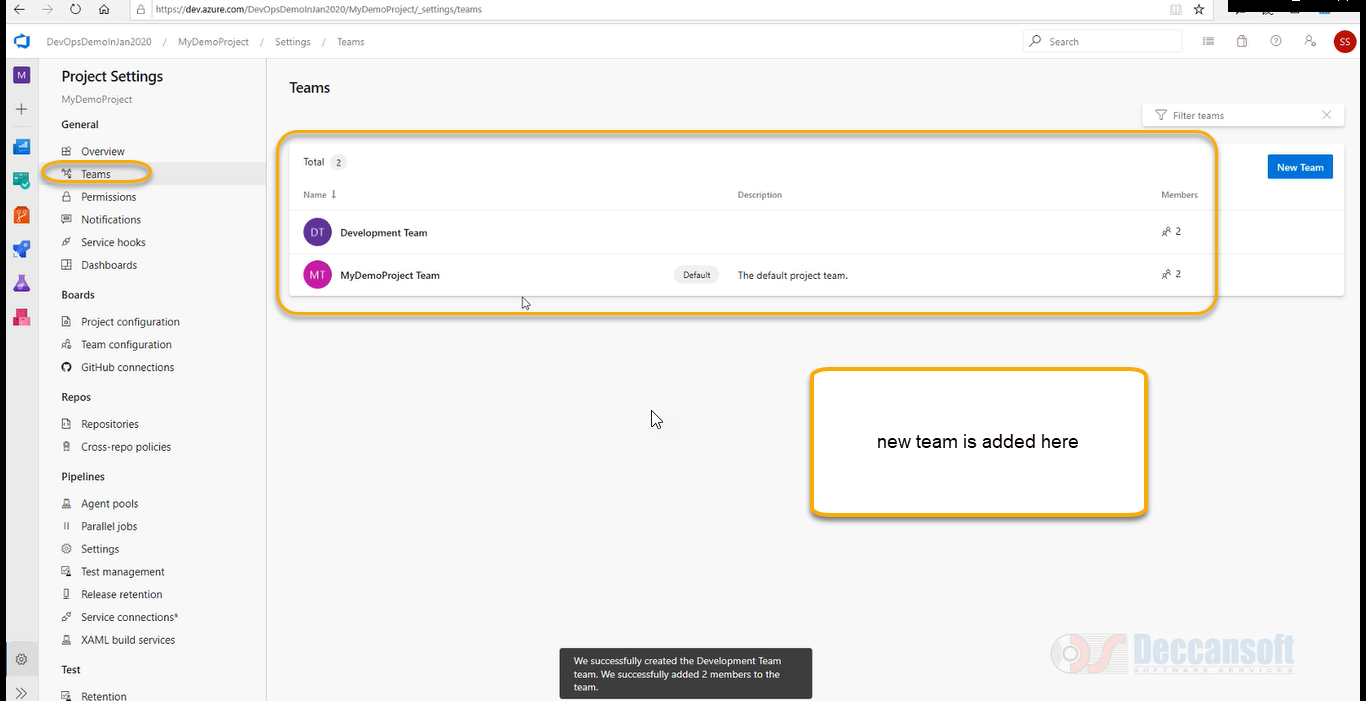 https://dev.azure.com/DevOpsDemoInJan2020/MyDemoProject/_settings/teams
DevOpsDemoInJan2020 / MyDemoProject / Settings / Teams
Search
SS
M
Project Settings
MyDemoProject
General
Overview
Teams
Permissions
Notifications
Service hooks
Dashboards
Boards
Project configuration
Team configuration
GitHub connections
Repos
Repositories
Cross-repo policies
Pipelines
Agent pools
Parallel jobs
Settings
Test management
Release retention
Service connections*
XAML build services
Test
Retention
Teams
Filter teams
Total 2
New Team
Name Description Members
DT Development Team 2
MT MyDemoProject Team Default The default project team. 2
new team is added here
We successfully created the Development Team
team. We successfully added 2 members to the
team.
Deccansoft
SOFTWARE SERVICES